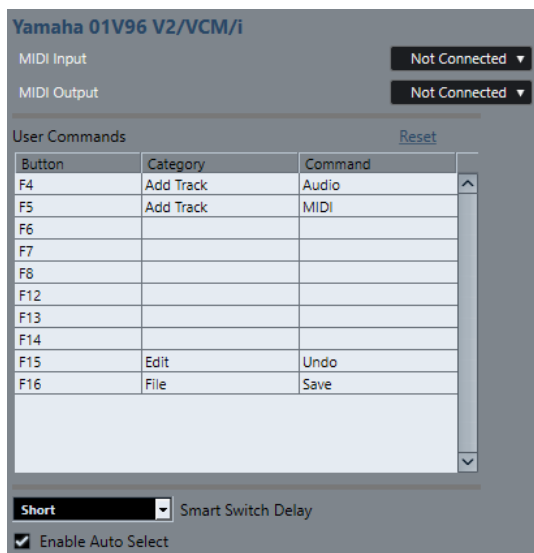 Yamaha 01V96 V2/VCM/i
MIDI Input Not Connected
MIDI Output Not Connected
User Commands Reset
Button Category Command
F4 Add Track Audio
F5 Add Track MIDI
F6
F7
F8
F12
F13
F14
F15 Edit Undo
F16 File Save
Short Smart Switch Delay
Enable Auto Select